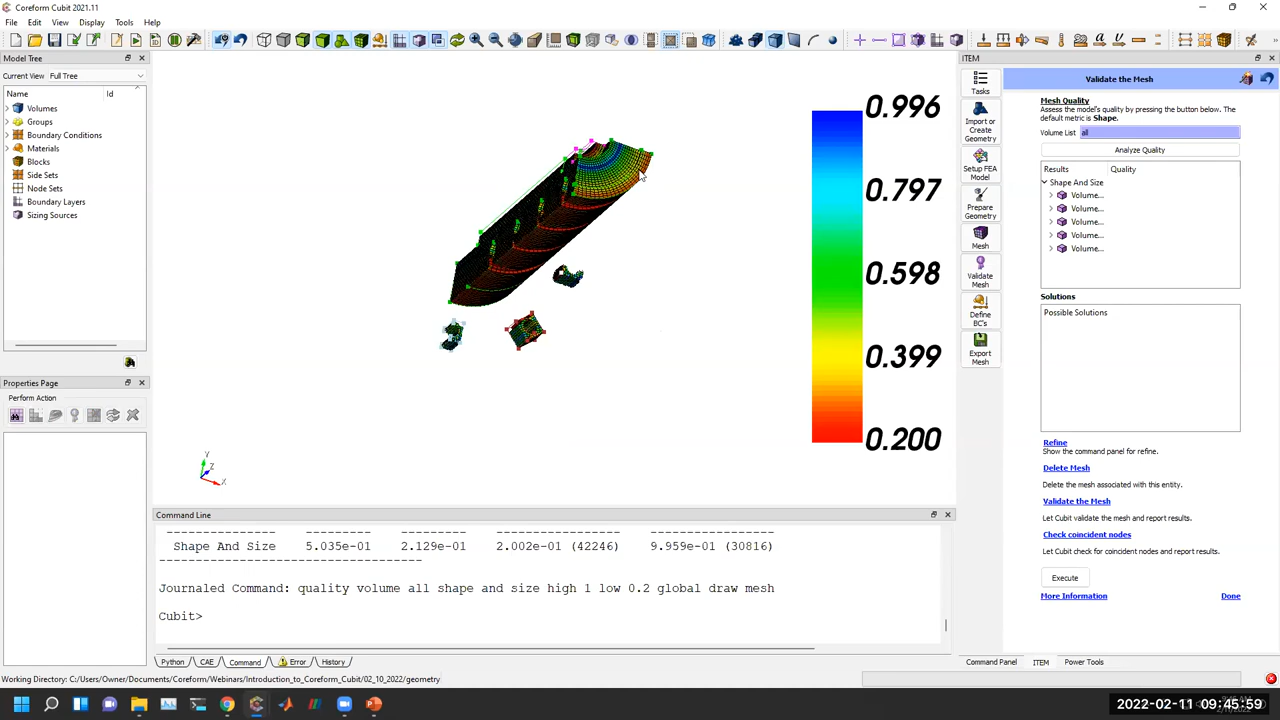 Coreform Cubit 2021.11
File Edit View Display Tools Help
Model Tree
Current View Full Tree
Name Id
Volumes
Groups
Boundary Conditions
Materials
Blocks
Side Sets
Node Sets
Boundary Layers
Sizing Sources
Properties Page
Perform Action
Y
Z
X
0.996
0.797
0.598
0.399
0.200
Command Line
--------------- ----------- ----------- --------------------- ---------------------
Shape And Size 5.035e-01 2.129e-01 2.002e-01 (42246) 9.959e-01 (30816)
------------------------------------
Journaled Command: quality volume all shape and size high 1 low 0.2 global draw mesh
Cubit>
Python CAE Command Error History
Working Directory: C:/Users/Owner/Documents/Coreform/Webinars/Introduction_to_Coreform_Cubit/02_10_2022/geometry
ITEM
Tasks
Import or Create Geometry
Setup FEA Model
Prepare Geometry
Mesh
Validate Mesh
Define BC's
Export Mesh
Validate the Mesh
Mesh Quality
Assess the model's quality by pressing the button below. The
default metric is Shape.
Volume List all
Analyze Quality
Results Quality
Shape And Size
Volume...
Volume...
Volume...
Volume...
Volume...
Solutions
Possible Solutions
Refine
Show the command panel for refine.
Delete Mesh
Delete the mesh associated with this entity.
Validate the Mesh
Let Cubit validate the mesh and report results.
Check coincident nodes
Let Cubit check for coincident nodes and report results.
Execute
More Information Done
Command Panel ITEM Power Tools
2022-02-11 09:45:59